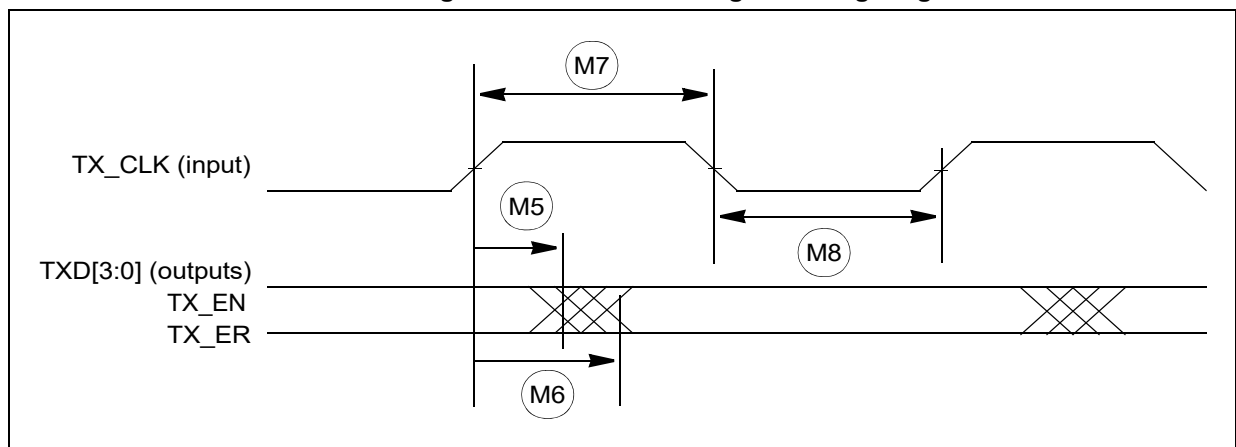 M7
TX_CLK (input)
M5
M8
TXD[3:0] (outputs)
TX_EN
TX_ER
M6